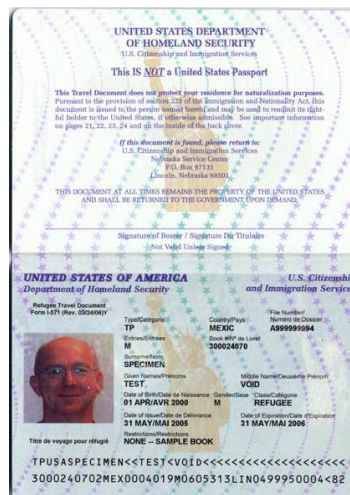 UNITED STATES DEPARTMENT
OF HOMELAND SECURITY
U.S. Citizenship and Immigration Services
This IS NOT a United States Passport
This Travel Document does not protect your residence for naturalization purposes.
Pursuant to the provision of section 223 of the Immigration and Nationality Act, this
document is issued to the person named herein and may be used to readmit its right-
ful holder to the United States, if otherwise admissible. See important information
on pages 21, 22, 23, 24 and on the inside of the back cover.
If this document is found, please return to:
U.S. Citizenship and Immigration Services
Nebraska Service Center
P.O. Box 87131
Lincoln, Nebraska 68501
THIS DOCUMENT AT ALL TIMES REMAINS THE PROPERTY OF THE UNITED STATES
AND SHALL BE RETURNED TO THE GOVERNMENT UPON DEMAND.
Signature of Bearer / Signature Du Titulaire
Not Valid Unless Signed
UNITED STATES OF AMERICA U.S. Citizenshi
Department of Homeland Security and Immigration Service
Refugee Travel Document
Form I-571 (Rev. 03/24/06)Y
Type/Catégorie Country/Pays File Number/
Numéro de Dossier
TP MEXIC A999999994
Entries/Entrées Book #/N° de Livret
M 300024070
Surname/Nom
SPECIMEN
Given Names/Prénoms Middle Name/Deuxième Prénom
TEST VOID
Date of Birth/Date de Naissance Gender/Sexe Class/Catégorie
01 APR/AVR 2000 M REFUGEE
Date of Issue/Date de Délivrance Date of Expiration/Date d'Expiration
31 MAY/MAI 2005 31 MAY/MAI 2006
Restrictions/Restrictions
NONE -- SAMPLE BOOK
Titre de voyage pour réfugié
TPUSASPECIMEN<<TEST<VOID<<<<<<<<<<<<<<<<<<<
3000240702MEX0004019M0605313LIN0499950004<82